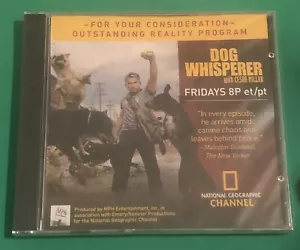 - FOR YOUR CONSIDERATION -
OUTSTANDING REALITY PROGRAM
DOG
WHISPERER
with CESAR MILLAN
FRIDAYS 8P et/pt
"In every episode,
he arrives amid
canine chaos and
leaves behind peace."
-Malcolm Gladwell,
The New Yorker
NATIONAL GEOGRAPHIC
CHANNEL
MPH
Produced by MPH Entertainment, Inc. in
association with Emery/Sumner Productions
for the National Geographic Channel